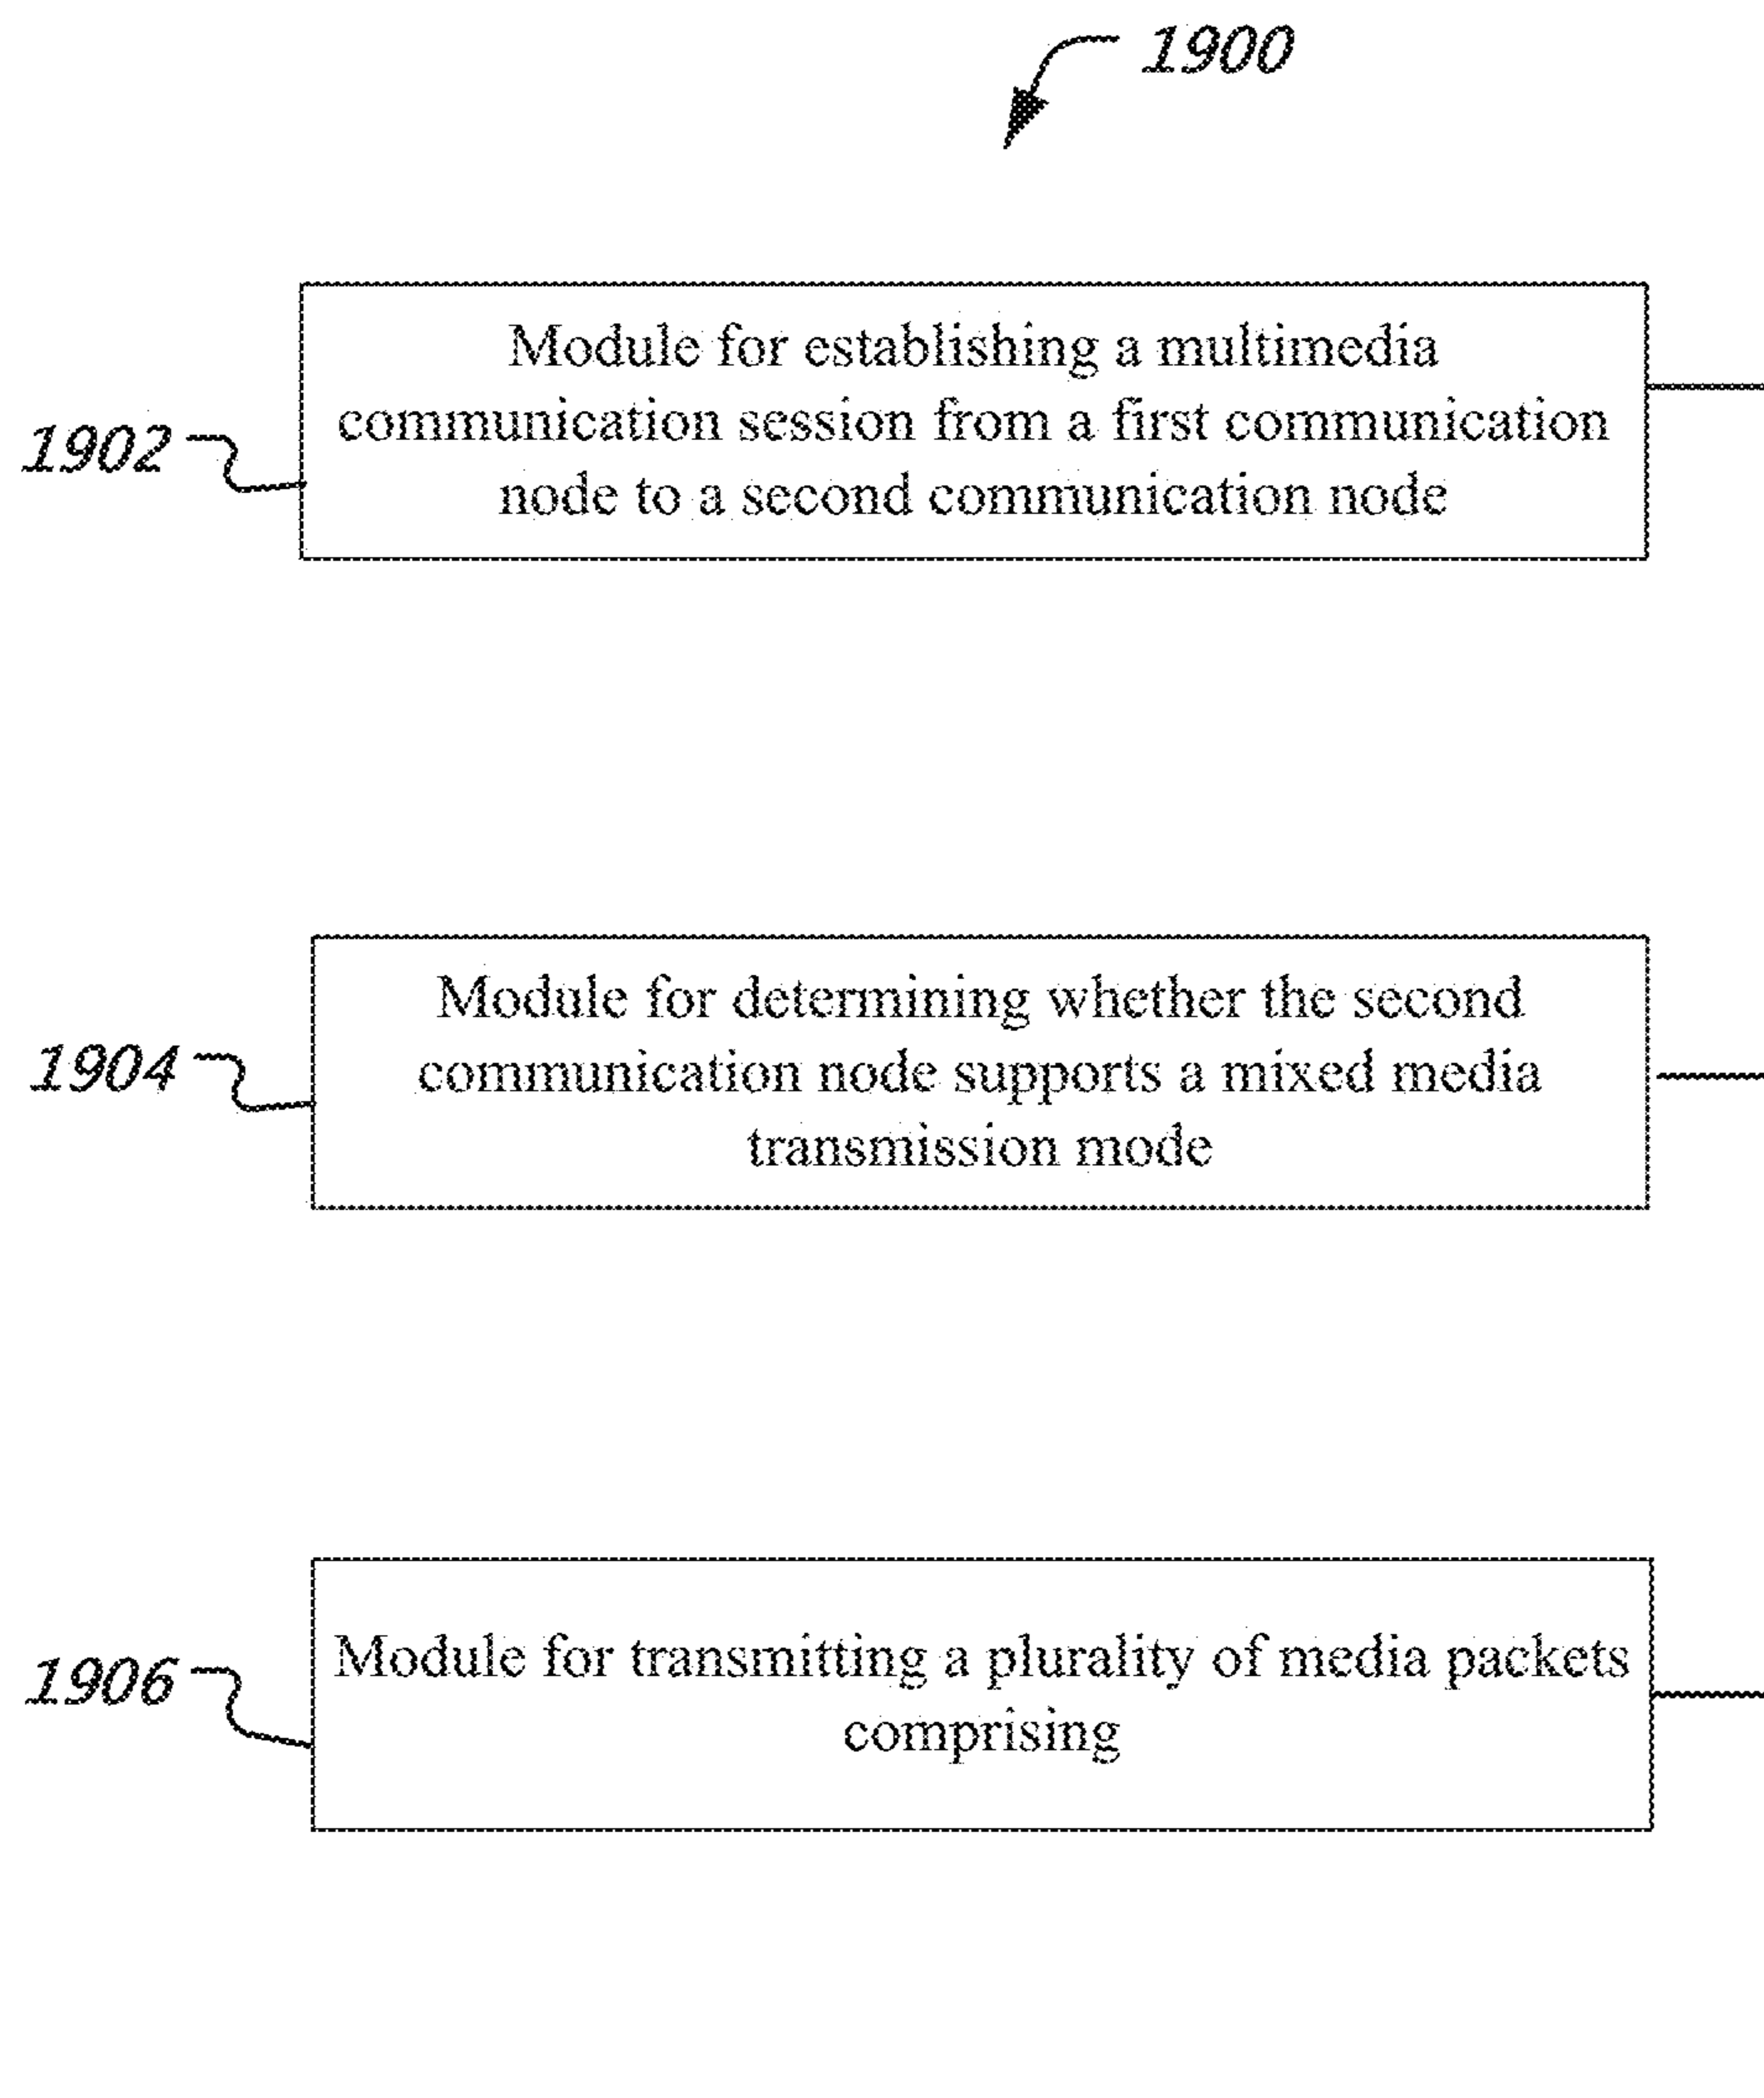 1900
Module for establishing a multimedia
communication session from a first communication
node to a second communication node
1902
Module for determining whether the second
communication node supports a mixed media
transmission mode
1904
Module for transmitting a plurality of media packets
comprising
1906